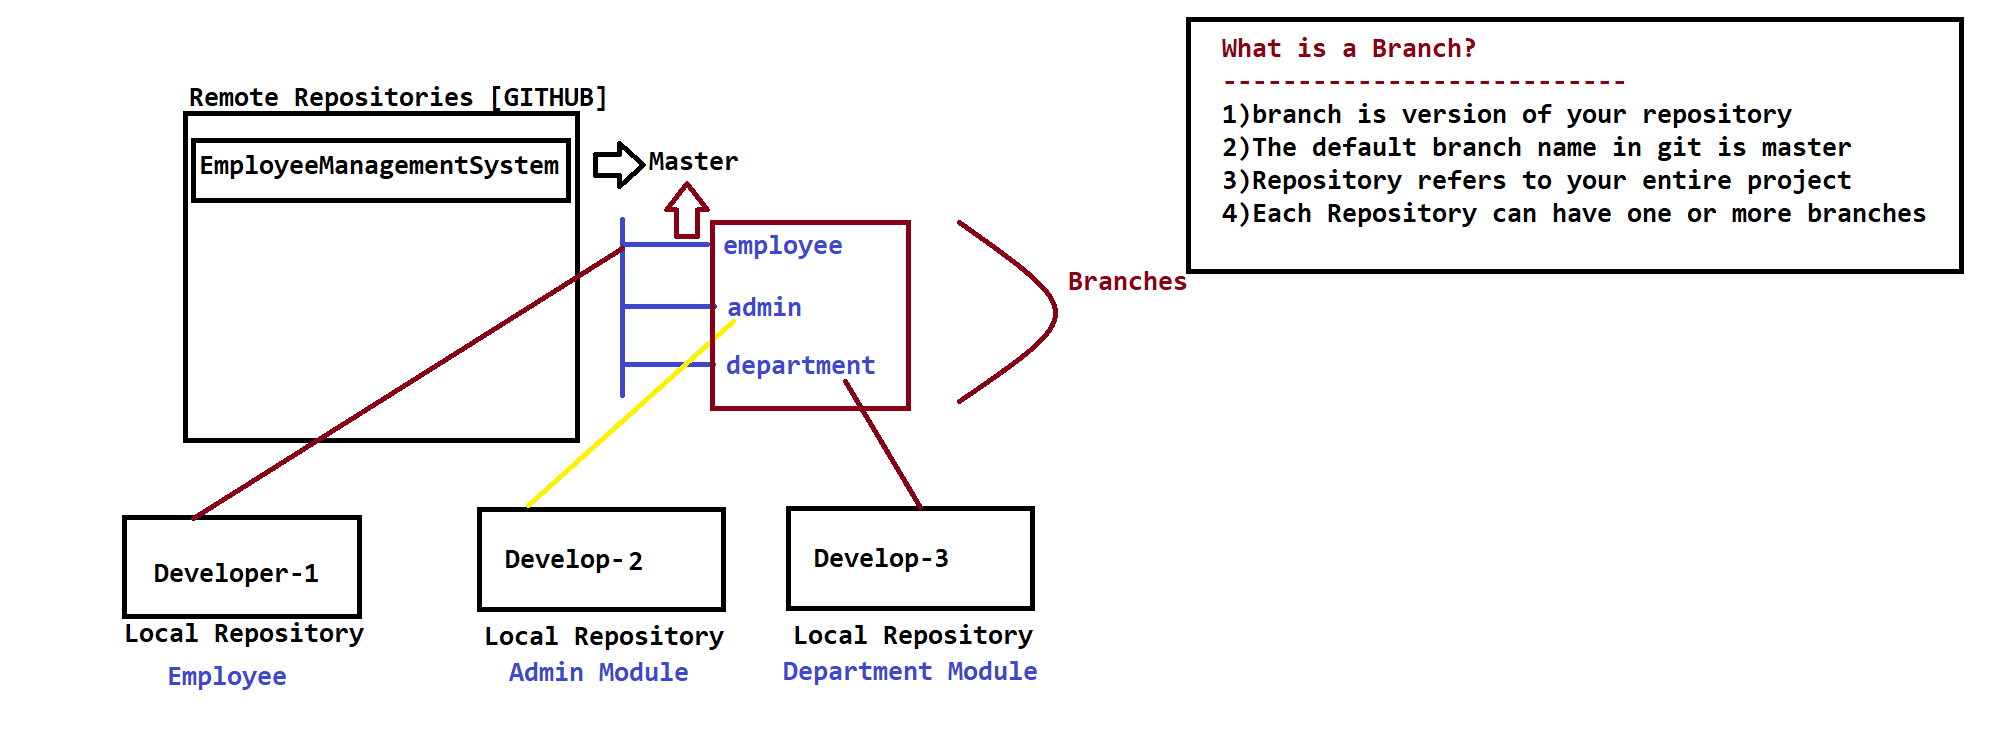 What is a Branch?
---------------------------
1)branch is version of your repository
2)The default branch name in git is master
3)Repository refers to your entire project
4)Each Repository can have one or more branches
Remote Repositories [GITHUB]
EmployeeManagementSystem
Master
employee
admin
department
Branches
Developer-1
Local Repository
Employee
Develop-2
Local Repository
Admin Module
Develop-3
Local Repository
Department Module